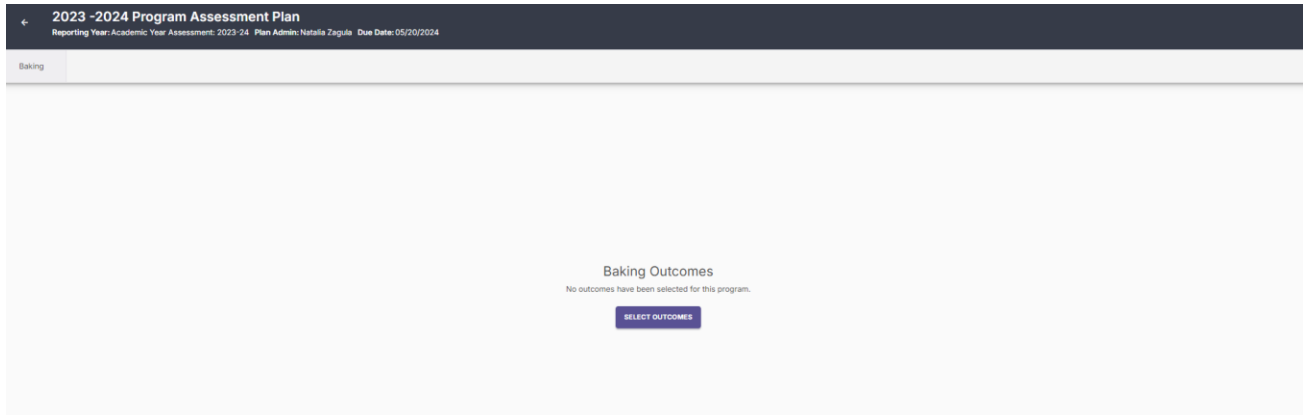 2023 -2024 Program Assessment Plan
Reporting Year: Academic Year Assessment: 2023-24 Plan Admin: Natalia Zagula Due Date: 05/20/2024
Baking
Baking Outcomes
No outcomes have been selected for this program.
SELECT OUTCOMES